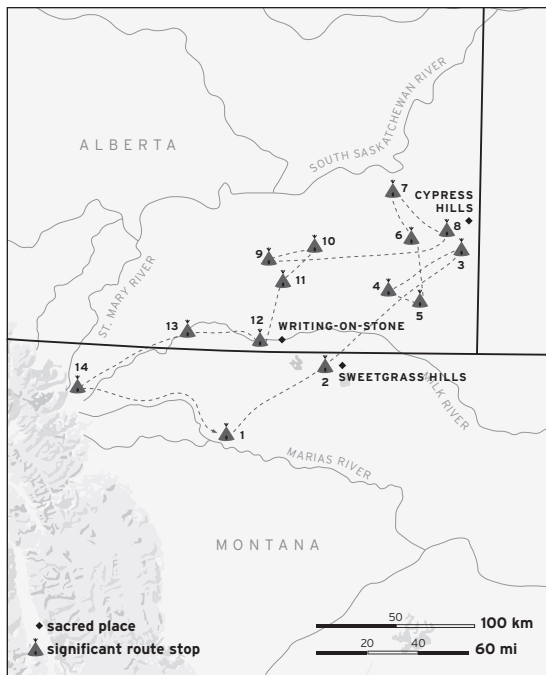 SOUTH SASKATCHEWAN RIVER
ALBERTA
7
CYPRESS
HILLS
8
6
3
10
9
11
4
5
ST. MARY RIVER
13
12
WRITING-ON-STONE
14
2
SWEETGRASS HILLS
MILK RIVER
1
MARIAS RIVER
MONTANA
sacred place
significant route stop
50
100 km
20
40
60 mi